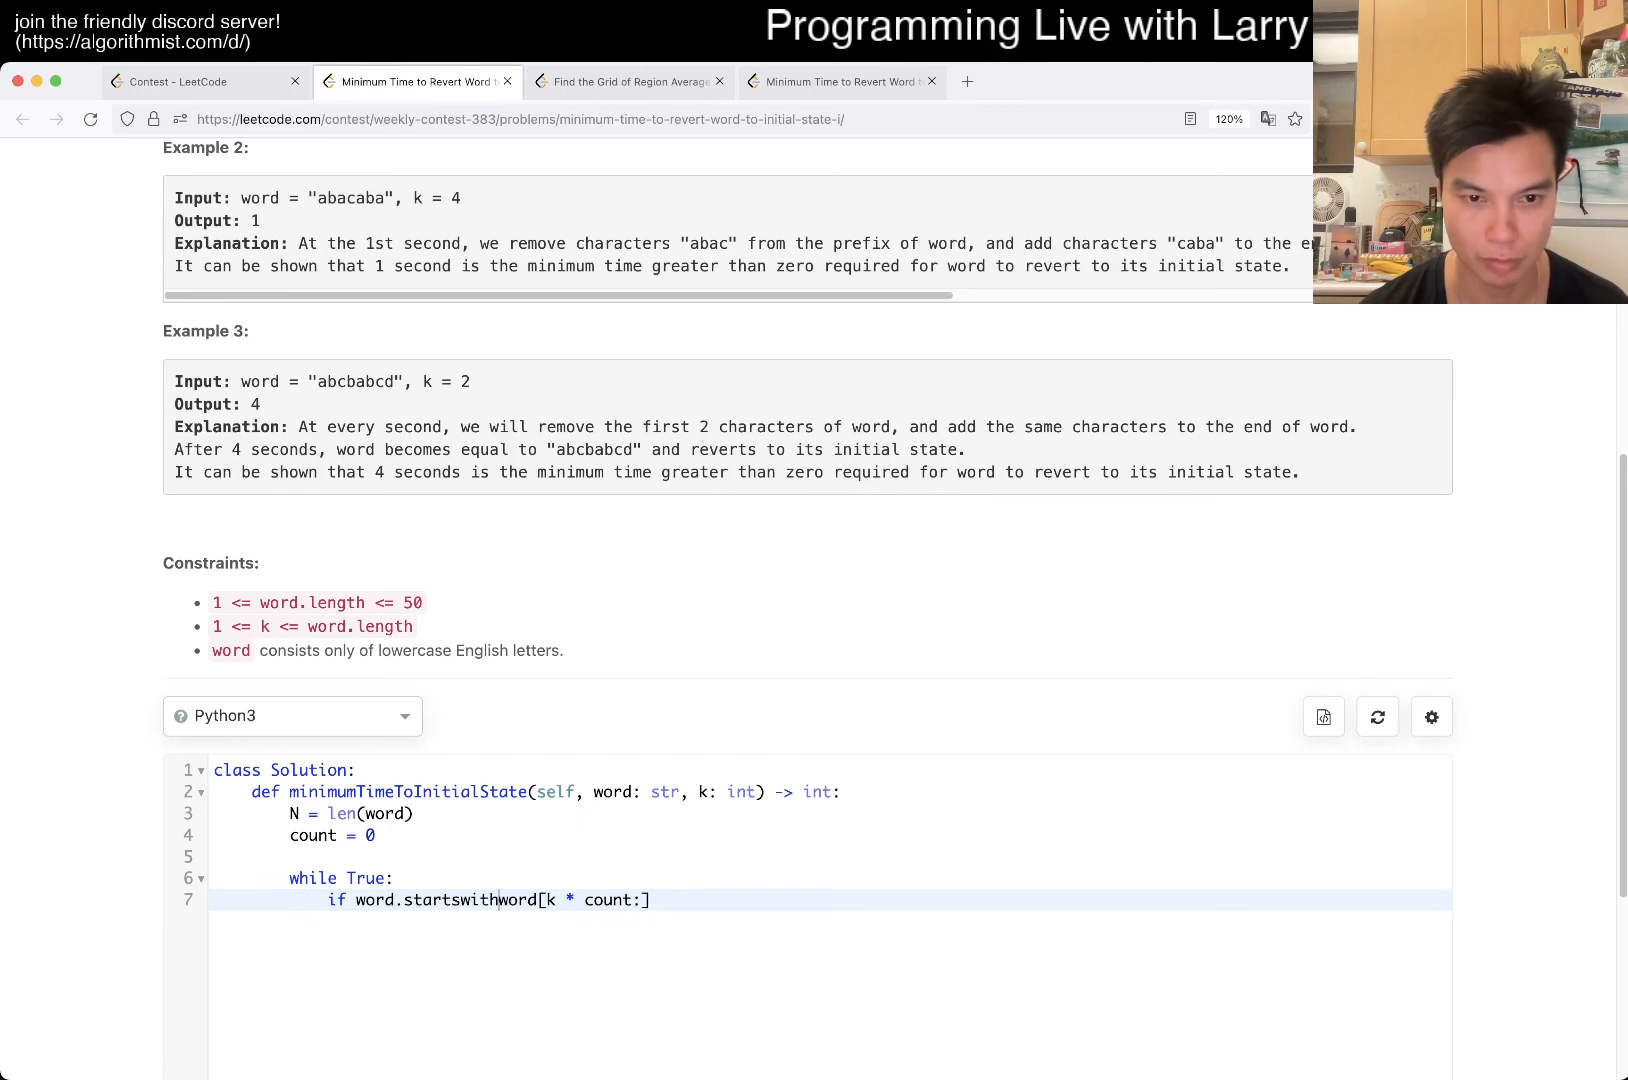 join the friendly discord server!
(https://algorithmist.com/d/)
Programming Live with Larry
Contest - LeetCode
Minimum Time to Revert Word to
Find the Grid of Region Average
Minimum Time to Revert Word t
https://leetcode.com/contest/weekly-contest-383/problems/minimum-time-to-revert-word-to-initial-state-i/
120%
Example 2:
Input: word = "abacaba", k = 4
Output: 1
Explanation: At the 1st second, we remove characters "abac" from the prefix of word, and add characters "caba" to the en
It can be shown that 1 second is the minimum time greater than zero required for word to revert to its initial state.
Example 3:
Input: word = "abcbabcd", k = 2
Output: 4
Explanation: At every second, we will remove the first 2 characters of word, and add the same characters to the end of word.
After 4 seconds, word becomes equal to "abcbabcd" and reverts to its initial state.
It can be shown that 4 seconds is the minimum time greater than zero required for word to revert to its initial state.
Constraints:
1 <= word.length <= 50
1 <= k <= word.length
word consists only of lowercase English letters.
Python3
1 class Solution:
2 def minimumTimeToInitialState(self, word: str, k: int) -> int:
3 N = len(word)
4 count = 0
5
6 while True:
7 if word.startswithword[k * count:]